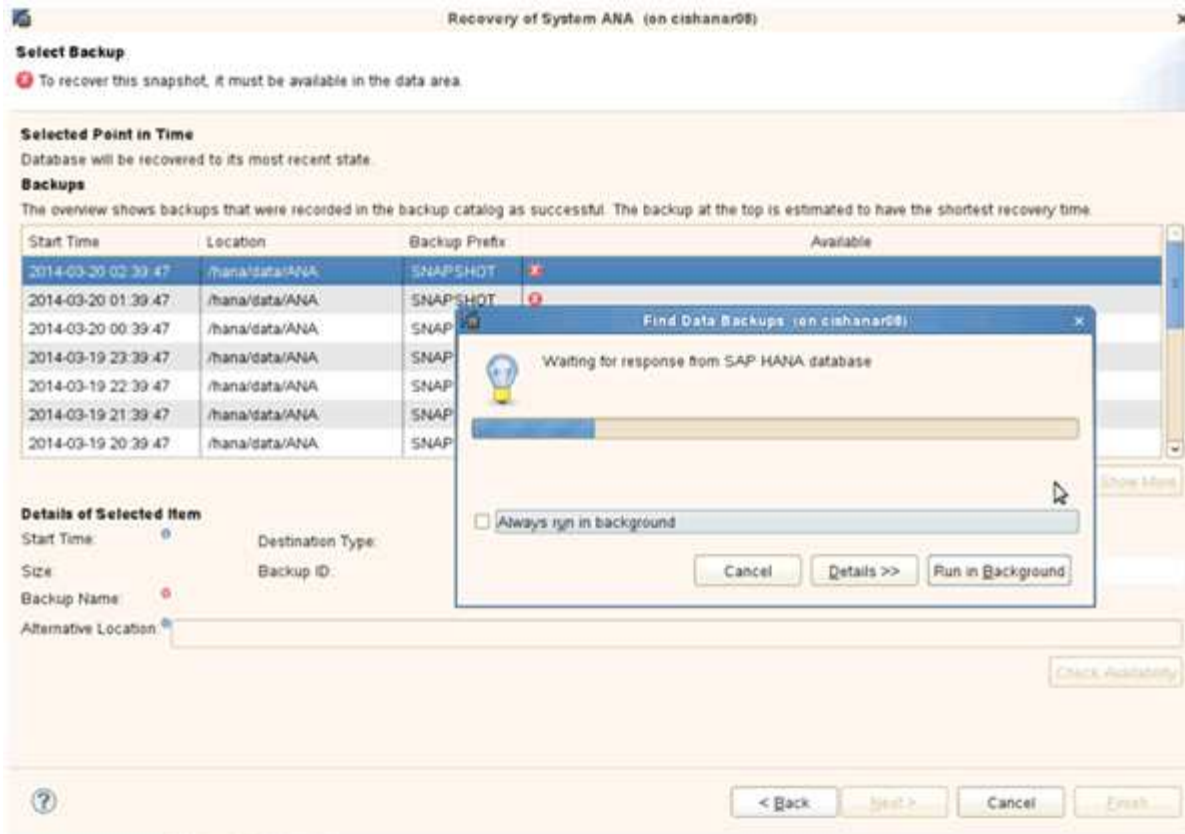 Recovery of System ANA (on cishanar08)
Select Backup
To recover this snapshot, it must be available in the data area.
Selected Point in Time
Database will be recovered to its most recent state.
Backups
The overview shows backups that were recorded in the backup catalog as successful. The backup at the top is estimated to have the shortest recovery time.
Start Time Location Backup Prefix Available
2014-03-20 02:39:47 /hana/data/ANA SNAPSHOT
2014-03-20 01:39:47 /hana/data/ANA SNAPSHOT
2014-03-20 00:39:47 /hana/data/ANA SNAP
2014-03-19 23:39:47 /hana/data/ANA SNAP
2014-03-19 22:39:47 /hana/data/ANA SNAP
2014-03-19 21:39:47 /hana/data/ANA SNAP
2014-03-19 20:39:47 /hana/data/ANA SNAP
Find Data Backups (on cishanar08)
Waiting for response from SAP HANA database
Always run in background
Cancel Details >> Run in Background
Show More
Details of Selected Item
Start Time: Destination Type:
Size: Backup ID:
Backup Name:
Alternative Location:
Check Availability
< Back Next > Cancel Finish